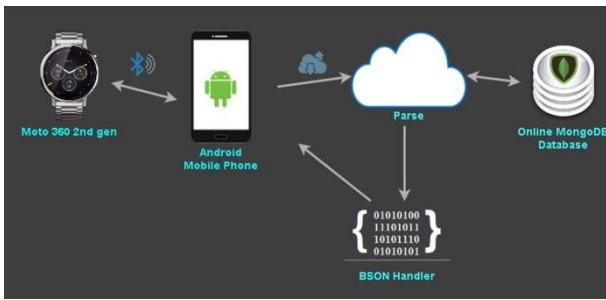 Moto 360 2nd gen
Android
Mobile Phone
Parse
Online MongoDB
Database
{ 01010100
11101011
10101110
01010101 }
BSON Handler